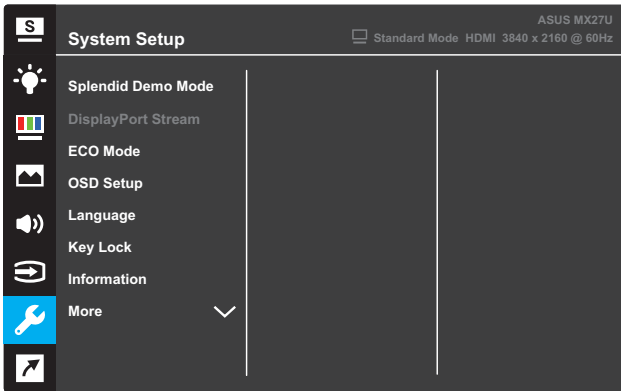 S
System Setup
ASUS MX27U
Standard Mode HDMI 3840 x 2160 @ 60Hz
Splendid Demo Mode
DisplayPort Stream
ECO Mode
OSD Setup
Language
Key Lock
Information
More